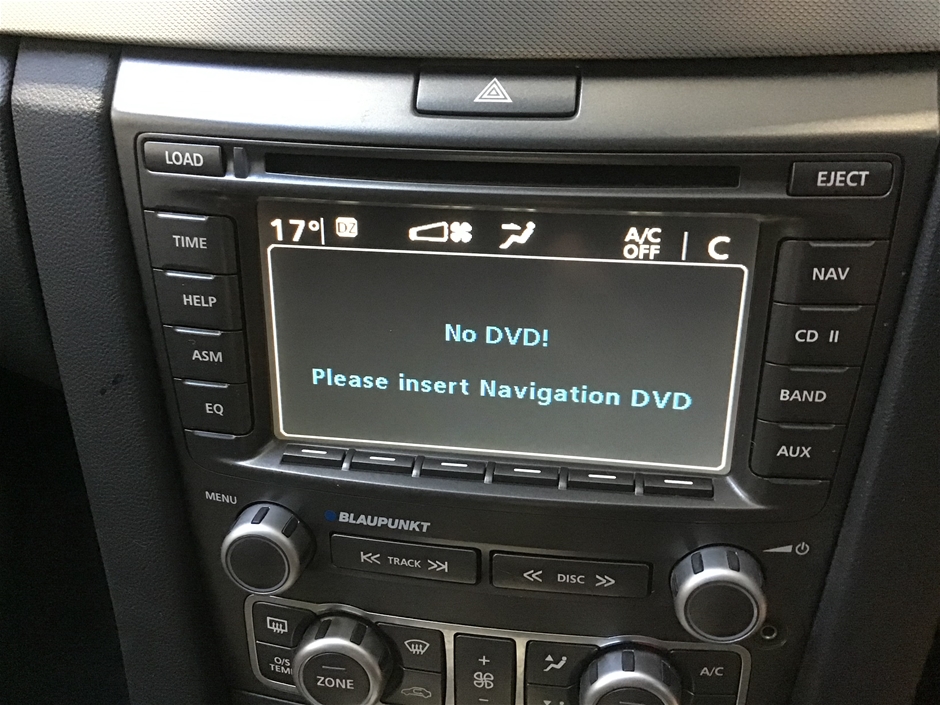 LOAD
EJECT
TIME
17°
DZ
A/C
OFF
C
NAV
HELP
No DVD!
CD II
ASM
Please insert Navigation DVD
BAND
EQ
AUX
MENU
BLAUPUNKT
TRACK
DISC
O/S
TEMP
ZONE
+
-
A/C